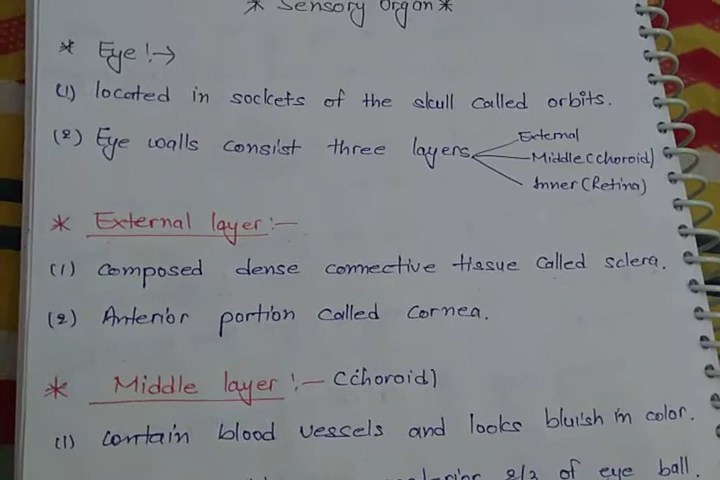 * Sensory organ *
* Eye !→
(1) located in sockets of the skull called orbits.
(2) Eye walls consist three layers
External
Middle (choroid)
Inner (Retina)
* External layer :-
(1) composed dense connective tissue called sclera.
(2) Anterior portion called cornea.
* Middle layer :- (choroid)
(1) contain blood vessels and looks bluish in color.
2/3 of eye ball.